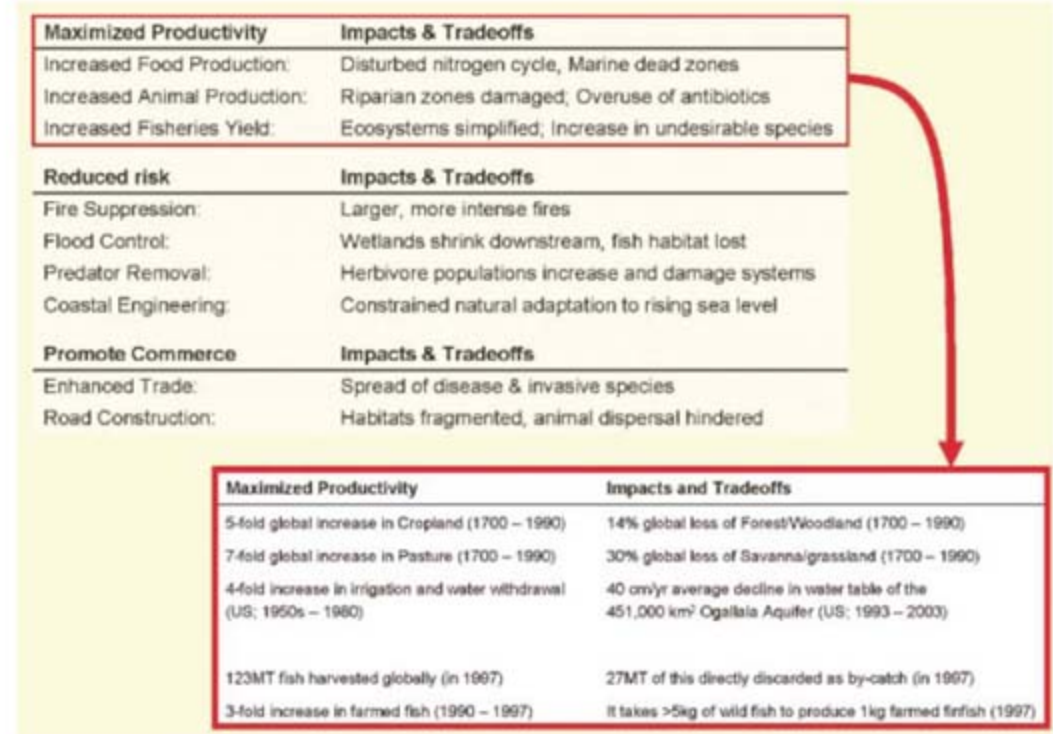 Maximized Productivity Impacts & Tradeoffs
Increased Food Production: Disturbed nitrogen cycle, Marine dead zones
Increased Animal Production: Riparian zones damaged; Overuse of antibiotics
Increased Fisheries Yield: Ecosystems simplified; Increase in undesirable species
Reduced risk Impacts & Tradeoffs
Fire Suppression: Larger, more intense fires
Flood Control: Wetlands shrink downstream, fish habitat lost
Predator Removal: Herbivore populations increase and damage systems
Coastal Engineering: Constrained natural adaptation to rising sea level
Promote Commerce Impacts & Tradeoffs
Enhanced Trade: Spread of disease & invasive species
Road Construction: Habitats fragmented, animal dispersal hindered
Maximized Productivity Impacts and Tradeoffs
5-fold global increase in Cropland (1700 – 1990) 14% global loss of Forest/Woodland (1700 – 1990)
7-fold global increase in Pasture (1700 – 1990) 30% global loss of Savanna/grassland (1700 – 1990)
4-fold increase in irrigation and water withdrawal 40 cm/yr average decline in water table of the
(US; 1950s – 1980) 451,000 km² Ogallala Aquifer (US; 1993 – 2003)
123MT fish harvested globally (in 1997) 27MT of this directly discarded as by-catch (in 1997)
3-fold increase in farmed fish (1990 – 1997) It takes >5kg of wild fish to produce 1kg farmed finfish (1997)